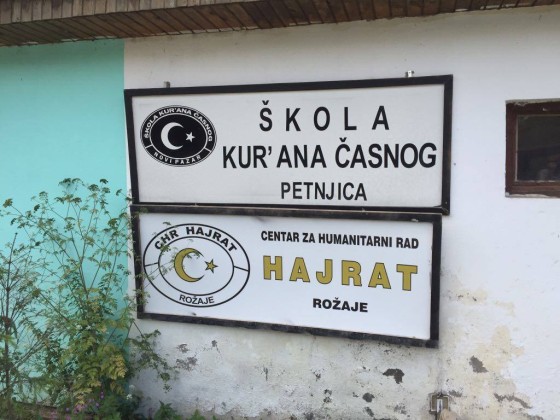 ŠKOLA KUR'ANA ČASNOG
NOVI PAZAR
ŠKOLA
KUR'ANA ČASNOG
PETNJICA
CHR HAJRAT
ROŽAJE
CENTAR ZA HUMANITARNI RAD
HAJRAT
ROŽAJE